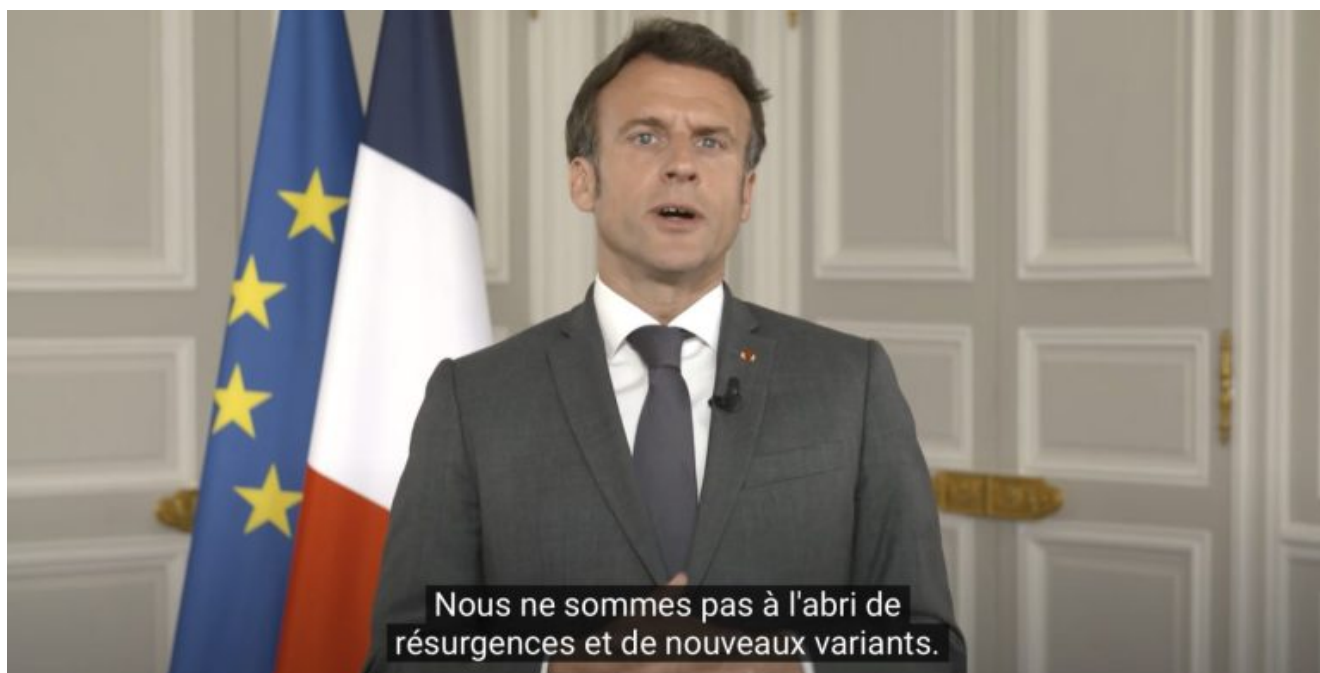 Nous ne sommes pas à l'abri de
résurgences et de nouveaux variants.